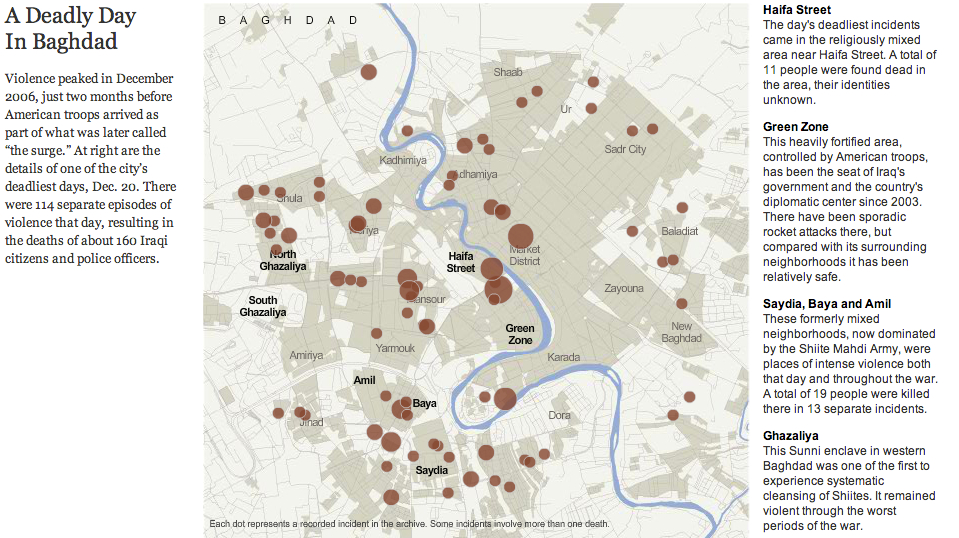 A Deadly Day
In Baghdad
Violence peaked in December
2006, just two months before
American troops arrived as
part of what was later called
“the surge.” At right are the
details of one of the city's
deadliest days, Dec. 20. There
were 114 separate episodes of
violence that day, resulting in
the deaths of about 160 Iraqi
citizens and police officers.
B A G H D A D
Shaab
Ur
Sadr City
Kadhimiya
Adhamiya
Shula
North
Ghazaliya
South
Ghazaliya
Haifa
Street
Market
District
Baladiat
Mansour
Zayouna
Green
Zone
New
Baghdad
Amiriya
Yarmouk
Karada
Amil
Baya
Jihad
Dora
Saydia
Each dot represents a recorded incident in the archive. Some incidents involve more than one death.
Haifa Street
The day's deadliest incidents
came in the religiously mixed
area near Haifa Street. A total of
11 people were found dead in
the area, their identities
unknown.
Green Zone
This heavily fortified area,
controlled by American troops,
has been the seat of Iraq's
government and the country's
diplomatic center since 2003.
There have been sporadic
rocket attacks there, but
compared with its surrounding
neighborhoods it has been
relatively safe.
Saydia, Baya and Amil
These formerly mixed
neighborhoods, now dominated
by the Shiite Mahdi Army, were
places of intense violence both
that day and throughout the war.
A total of 19 people were killed
there in 13 separate incidents.
Ghazaliya
This Sunni enclave in western
Baghdad was one of the first to
experience systematic
cleansing of Shiites. It remained
violent through the worst
periods of the war.